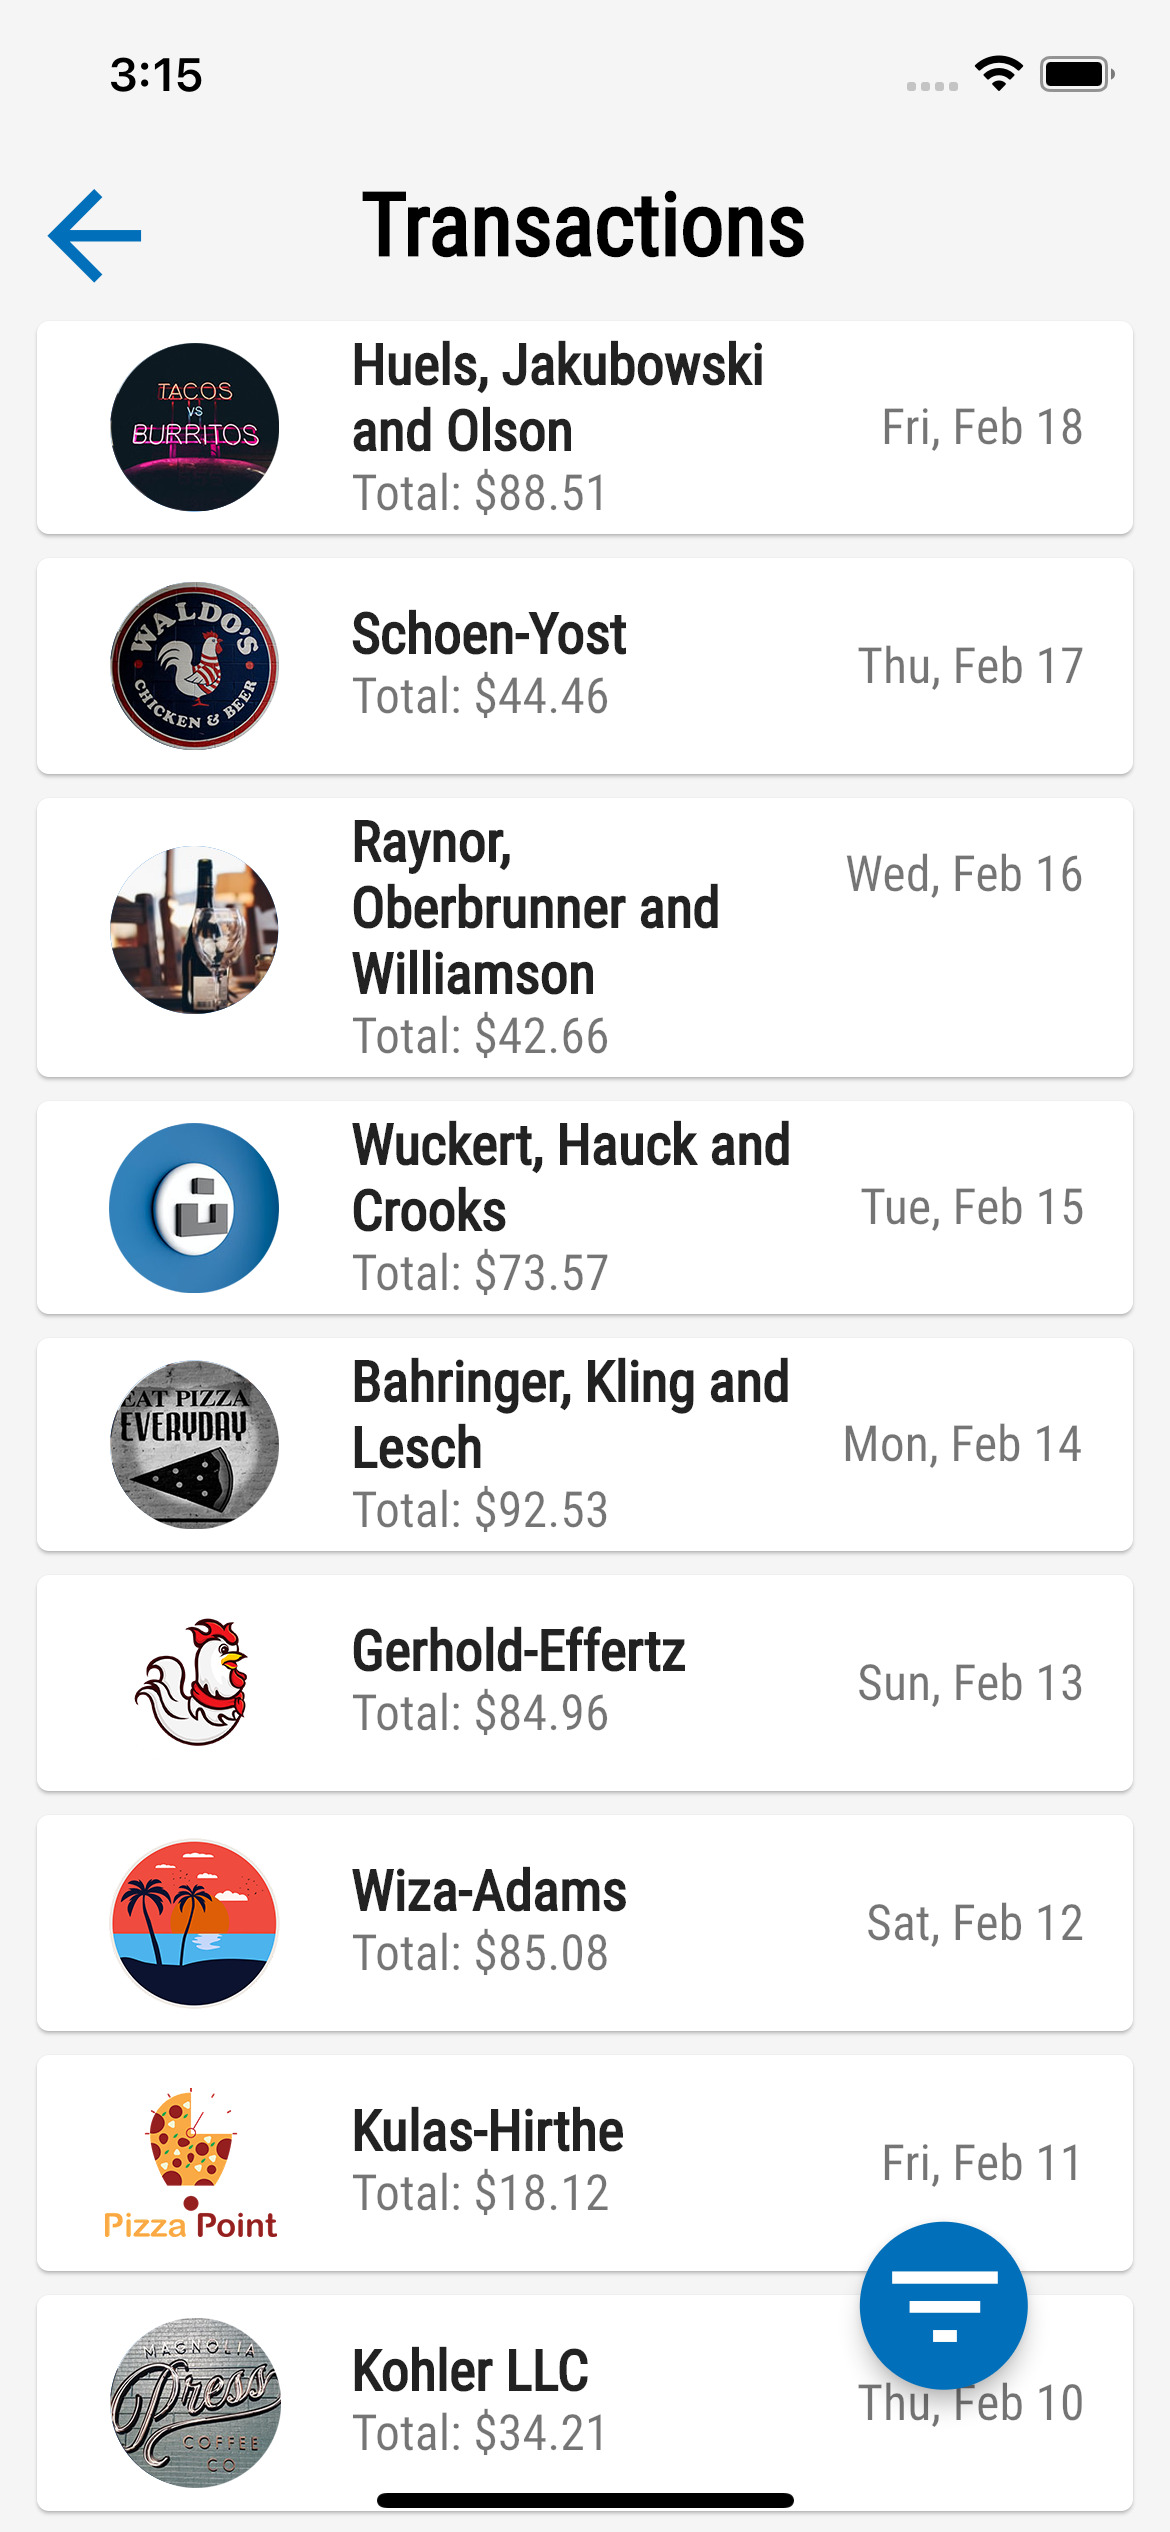 3:15
Transactions
TACOS
VS
BURRITOS
Huels, Jakubowski
and Olson
Total: $88.51
Fri, Feb 18
WALDO'S
CHICKEN & BEER
Schoen-Yost
Total: $44.46
Thu, Feb 17
Raynor,
Oberbrunner and
Williamson
Total: $42.66
Wed, Feb 16
Wuckert, Hauck and
Crooks
Total: $73.57
Tue, Feb 15
EAT PIZZA
EVERYDAY
Bahringer, Kling and
Lesch
Total: $92.53
Mon, Feb 14
Gerhold-Effertz
Total: $84.96
Sun, Feb 13
Wiza-Adams
Total: $85.08
Sat, Feb 12
Pizza Point
Kulas-Hirthe
Total: $18.12
Fri, Feb 11
MAGNOLIA
Press
COFFEE
CO
Kohler LLC
Total: $34.21
Thu, Feb 10